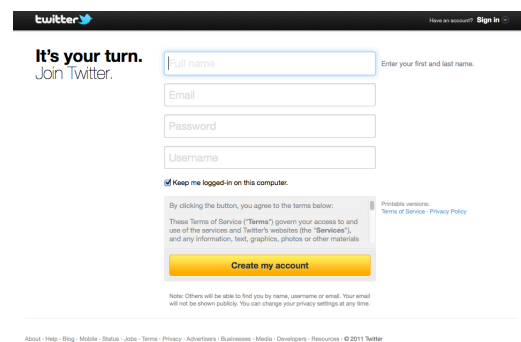 twitter
Have an account? Sign in
It's your turn.
Join Twitter.
Full name
Enter your first and last name.
Email
Password
Username
Keep me logged-in on this computer.
By clicking the button, you agree to the terms below:
These Terms of Service ("Terms") govern your access to and
use of the services and Twitter's websites (the "Services"),
and any information, text, graphics, photos or other materials
Printable versions:
Terms of Service · Privacy Policy
Create my account
Note: Others will be able to find you by name, username or email. Your email
will not be shown publicly. You can change your privacy settings at any time.
About · Help · Blog · Mobile · Status · Jobs · Terms · Privacy · Advertisers · Businesses · Media · Developers · Resources · © 2011 Twitter